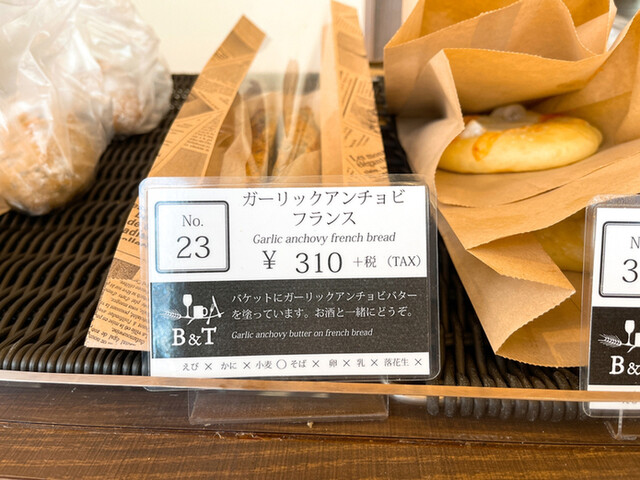 No.
23
ガーリックアンチョビ
フランス
Garlic anchovy french bread
¥ 310 +税 (TAX)
B&T
バケットにガーリックアンチョビバター
を塗っています。お酒と一緒にどうぞ。
Garlic anchovy butter on french bread
えび × かに × 小麦 ○ そば × 卵 × 乳 × 落花生 ×
3
B&T